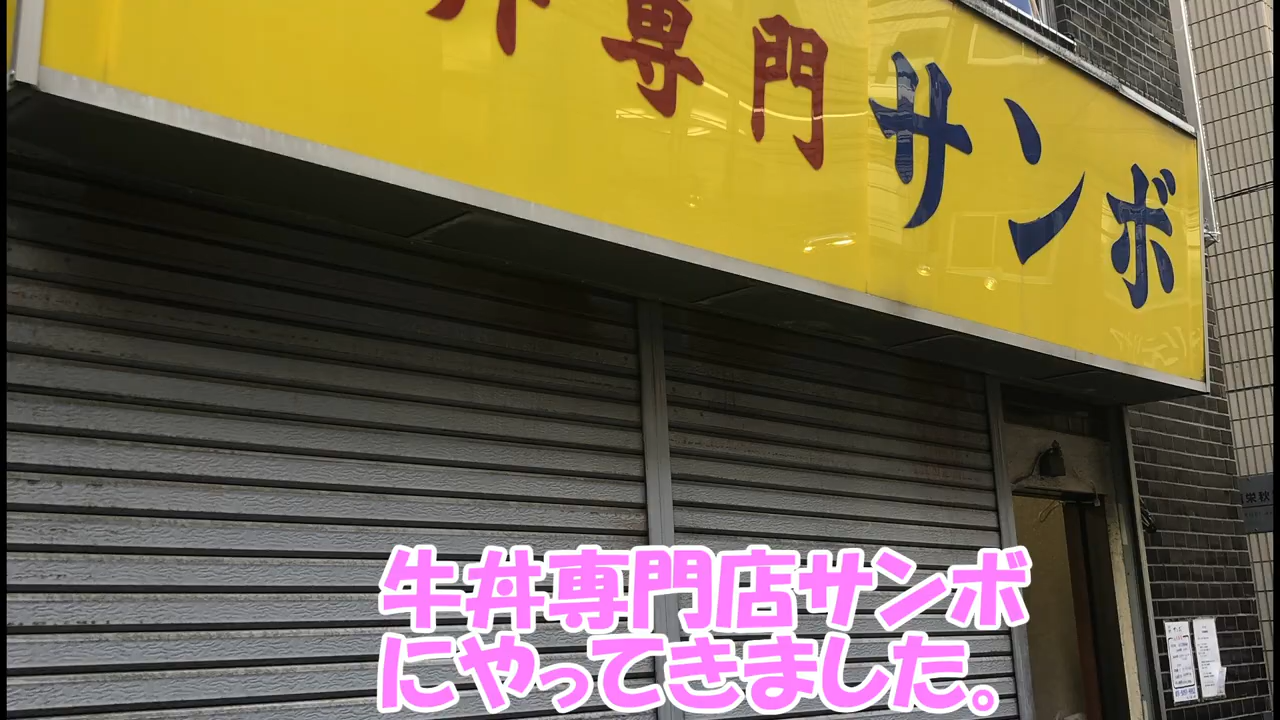 丼専門サンボ
牛丼専門店サンボ
にやってきました。